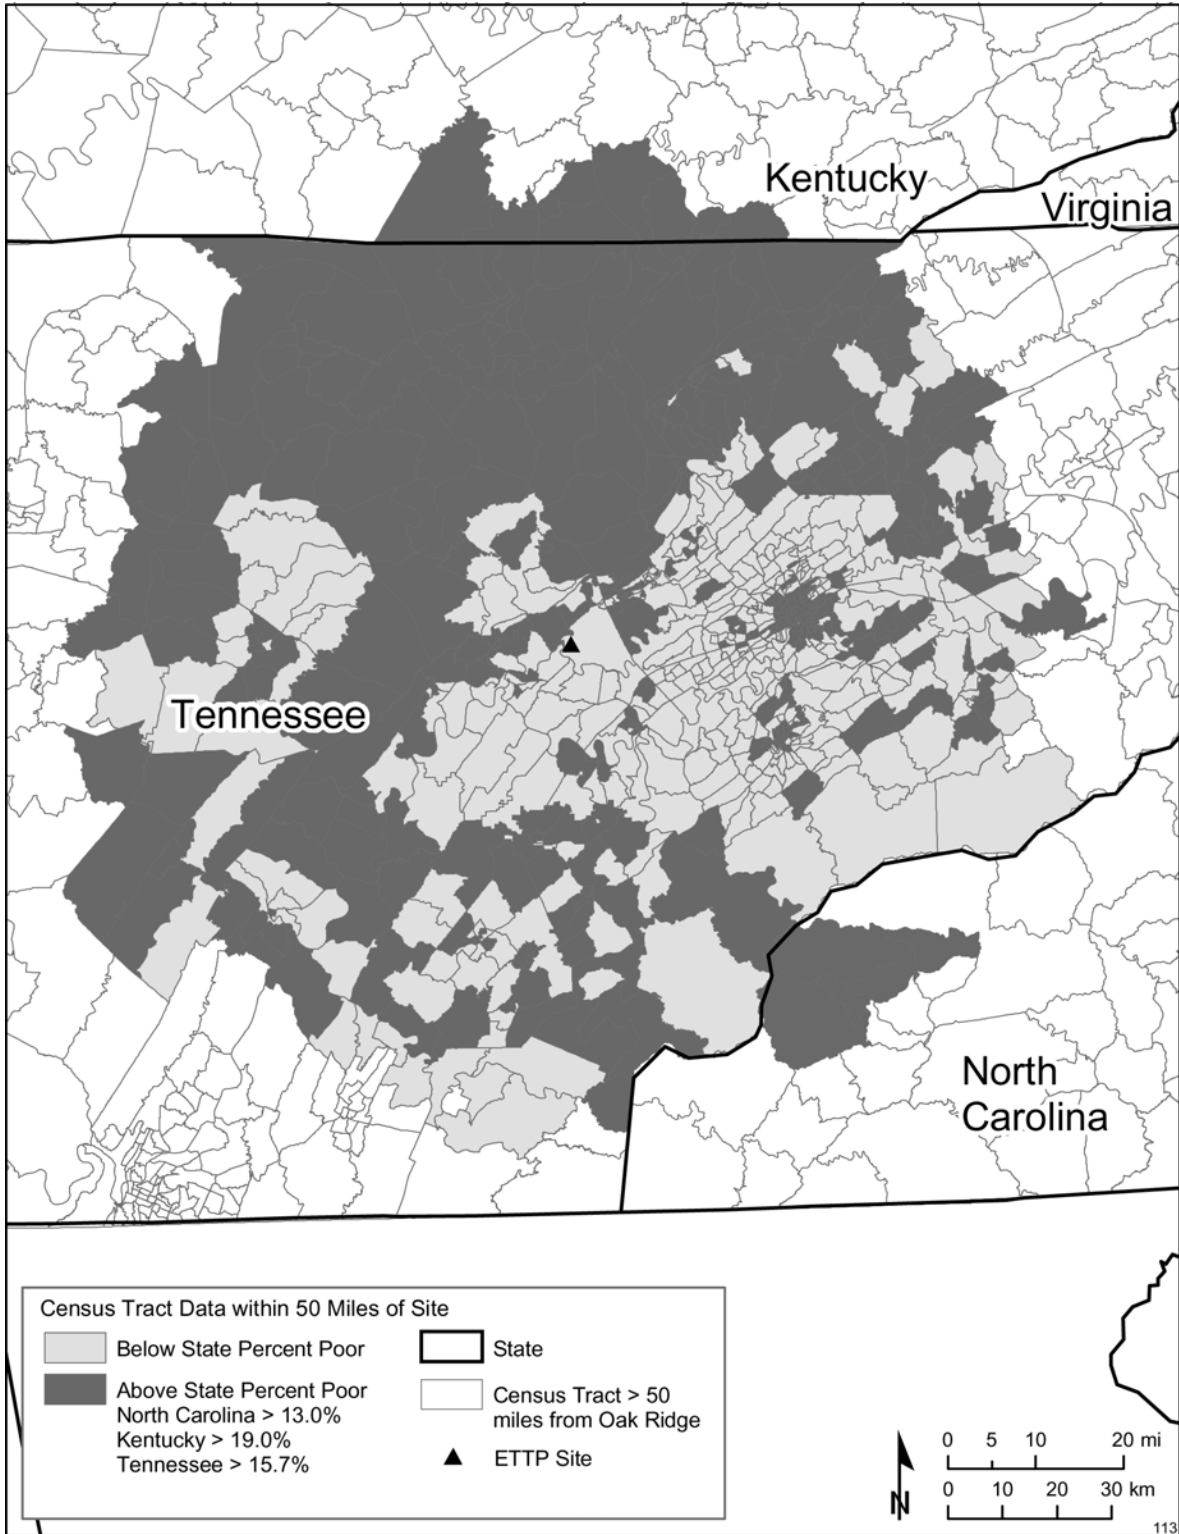 Kentucky
Virginia
Tennessee
North
Carolina
Census Tract Data within 50 Miles of Site
Below State Percent Poor
Above State Percent Poor
North Carolina > 13.0%
Kentucky > 19.0%
Tennessee > 15.7%
State
Census Tract > 50
miles from Oak Ridge
ETTP Site
N
0 5 10 20 mi
0 10 20 30 km
113